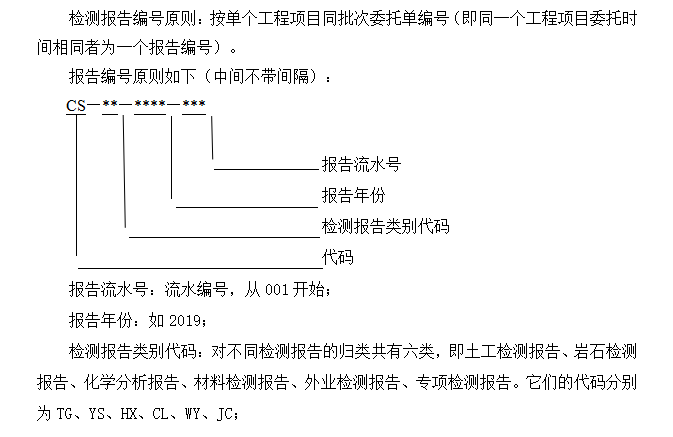 检测报告编号原则：按单个工程项目同批次委托单编号（即同一个工程项目委托时
间相同者为一个报告编号）。
报告编号原则如下（中间不带间隔）：
CS—**—****—***
报告流水号
报告年份
检测报告类别代码
代码
报告流水号：流水编号，从 001 开始；
报告年份：如 2019；
检测报告类别代码：对不同检测报告的归类共有六类，即土工检测报告、岩石检测
报告、化学分析报告、材料检测报告、外业检测报告、专项检测报告。它们的代码分别
为 TG、YS、HX、CL、WY、JC；